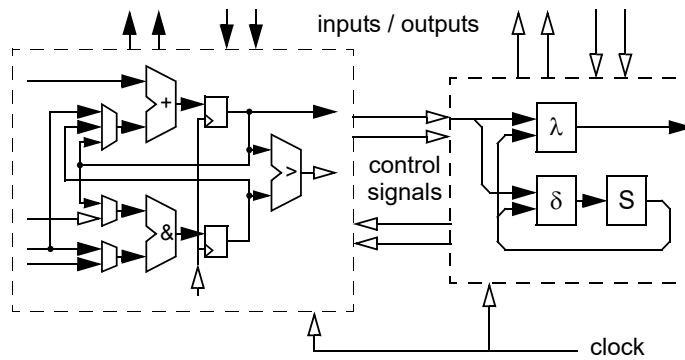 inputs / outputs
+
λ
>
control
signals
δ
S
&
clock